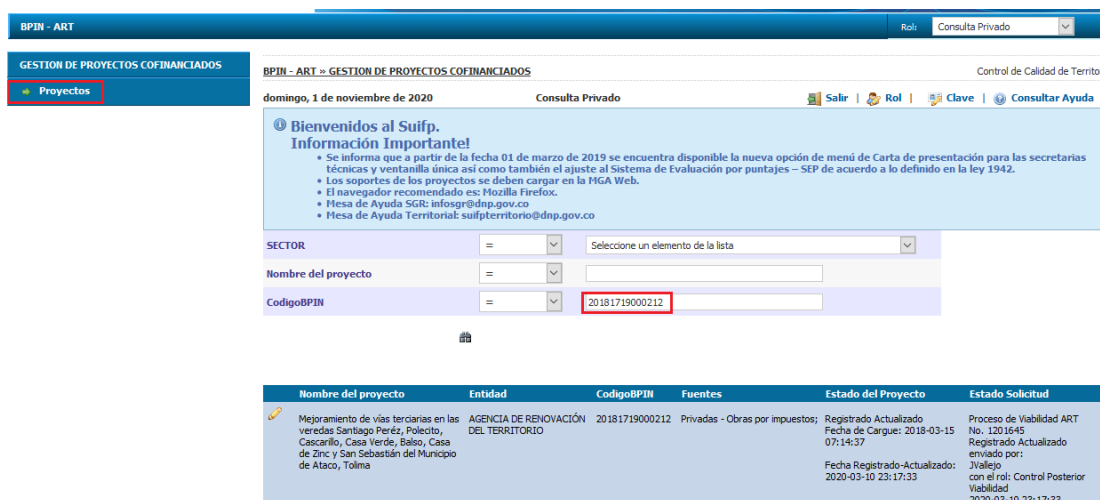 BPIN - ART
Rol: Consulta Privado
GESTION DE PROYECTOS COFINANCIADOS
Proyectos
BPIN - ART » GESTION DE PROYECTOS COFINANCIADOS
Control de Calidad de Territo
domingo, 1 de noviembre de 2020 Consulta Privado Salir | Rol | Clave | Consultar Ayuda
Bienvenidos al Suifp.
Información Importante!
• Se informa que a partir de la fecha 01 de marzo de 2019 se encuentra disponible la nueva opción de menú de Carta de presentación para las secretarias
técnicas y ventanilla única así como también el ajuste al Sistema de Evaluación por puntajes – SEP de acuerdo a lo definido en la ley 1942.
• Los soportes de los proyectos se deben cargar en la MGA Web.
• El navegador recomendado es: Mozilla Firefox.
• Mesa de Ayuda SGR: infosgr@dnp.gov.co
• Mesa de Ayuda Territorial: suifpterritorio@dnp.gov.co
SECTOR = Seleccione un elemento de la lista
Nombre del proyecto =
CodigoBPIN = 20181719000212
Nombre del proyecto Entidad CodigoBPIN Fuentes Estado del Proyecto Estado Solicitud
Mejoramiento de vías terciarias en las
veredas Santiago Peréz, Polecito,
Cascarillo, Casa Verde, Balso, Casa
de Zinc y San Sebastián del Municipio
de Ataco, Tolima
AGENCIA DE RENOVACIÓN
DEL TERRITORIO
20181719000212
Privadas - Obras por impuestos;
Registrado Actualizado
Fecha de Cargue: 2018-03-15
07:14:37
Fecha Registrado-Actualizado:
2020-03-10 23:17:33
Proceso de Viabilidad ART
No. 1201645
Registrado Actualizado
enviado por:
JVallejo
con el rol: Control Posterior
Viabilidad
2020-03-10 23:17:33